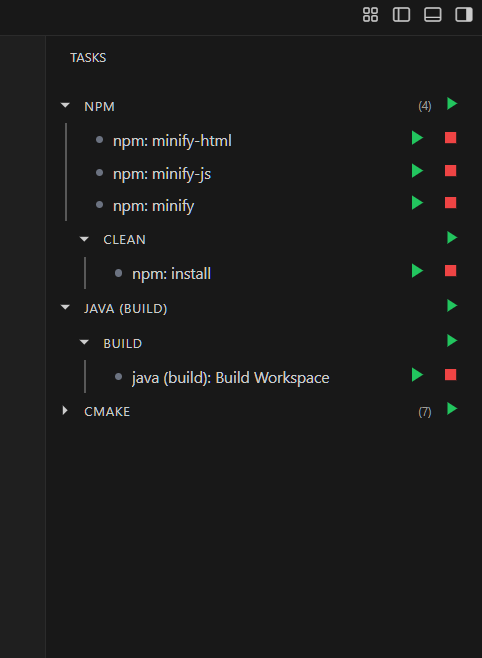 TASKS
NPM (4)
npm: minify-html
npm: minify-js
npm: minify
CLEAN
npm: install
JAVA (BUILD)
BUILD
java (build): Build Workspace
CMAKE (7)